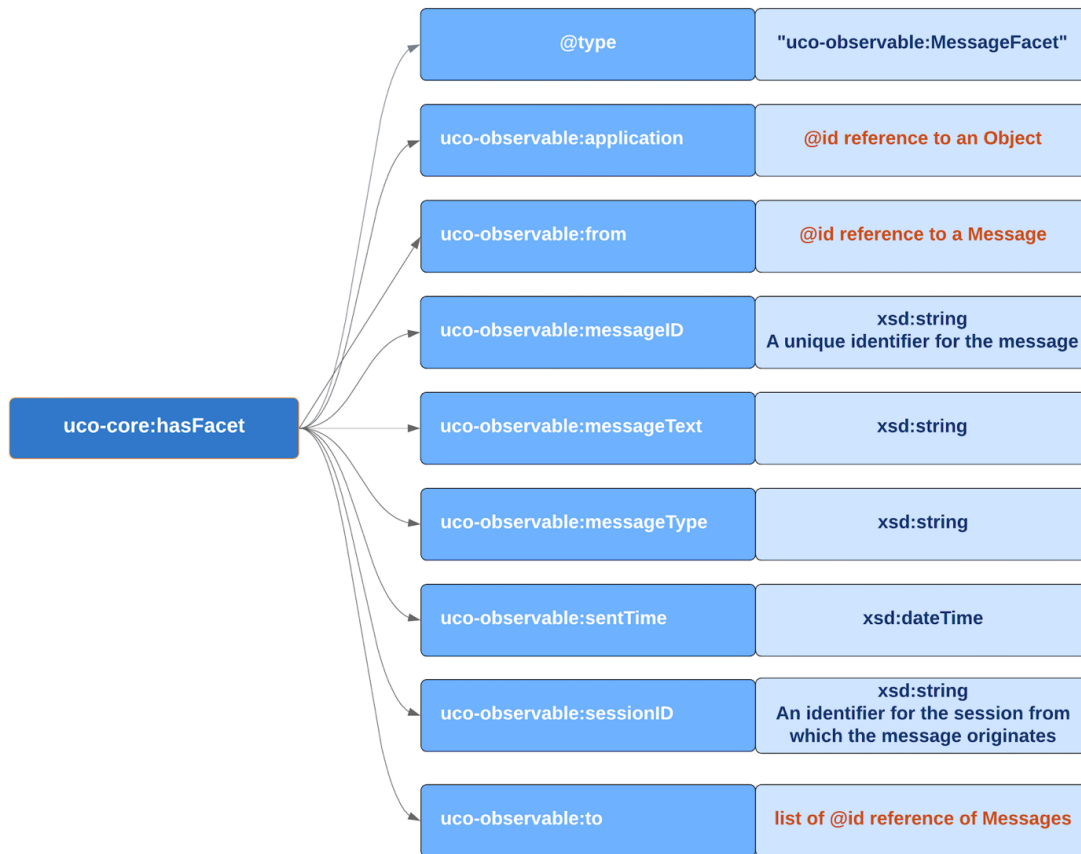 @type
"uco-observable:MessageFacet"
uco-observable:application
@id reference to an Object
uco-observable:from
@id reference to a Message
uco-observable:messageID
xsd:string
A unique identifier for the message
uco-core:hasFacet
uco-observable:messageText
xsd:string
uco-observable:messageType
xsd:string
uco-observable:sentTime
xsd:dateTime
uco-observable:sessionID
xsd:string
An identifier for the session from
which the message originates
uco-observable:to
list of @id reference of Messages